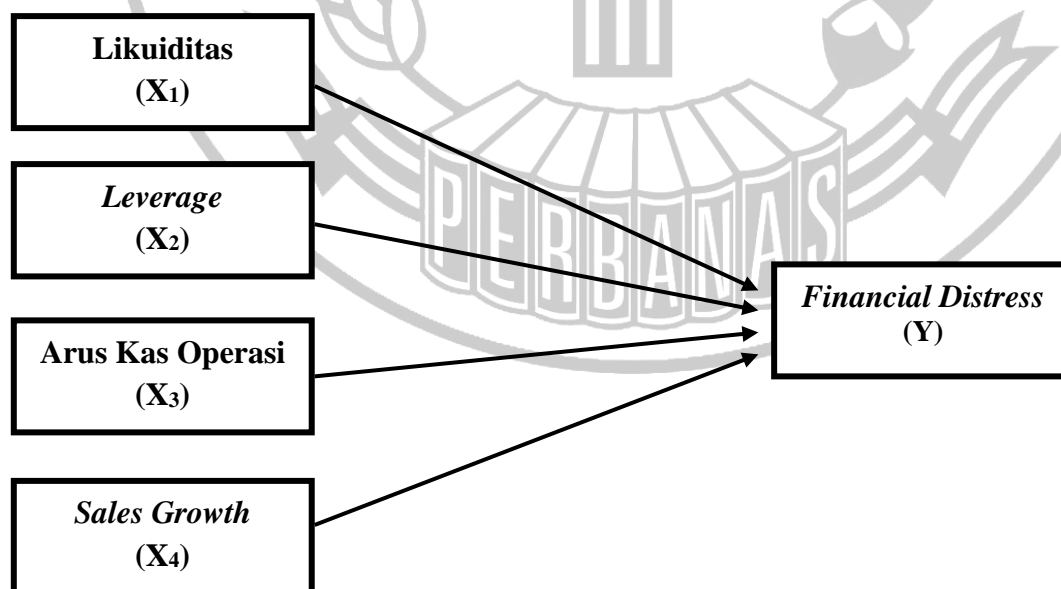 Likuiditas
(X1)
Leverage
(X2)
Arus Kas Operasi
(X3)
Sales Growth
(X4)
PERBANAS
Financial Distress
(Y)